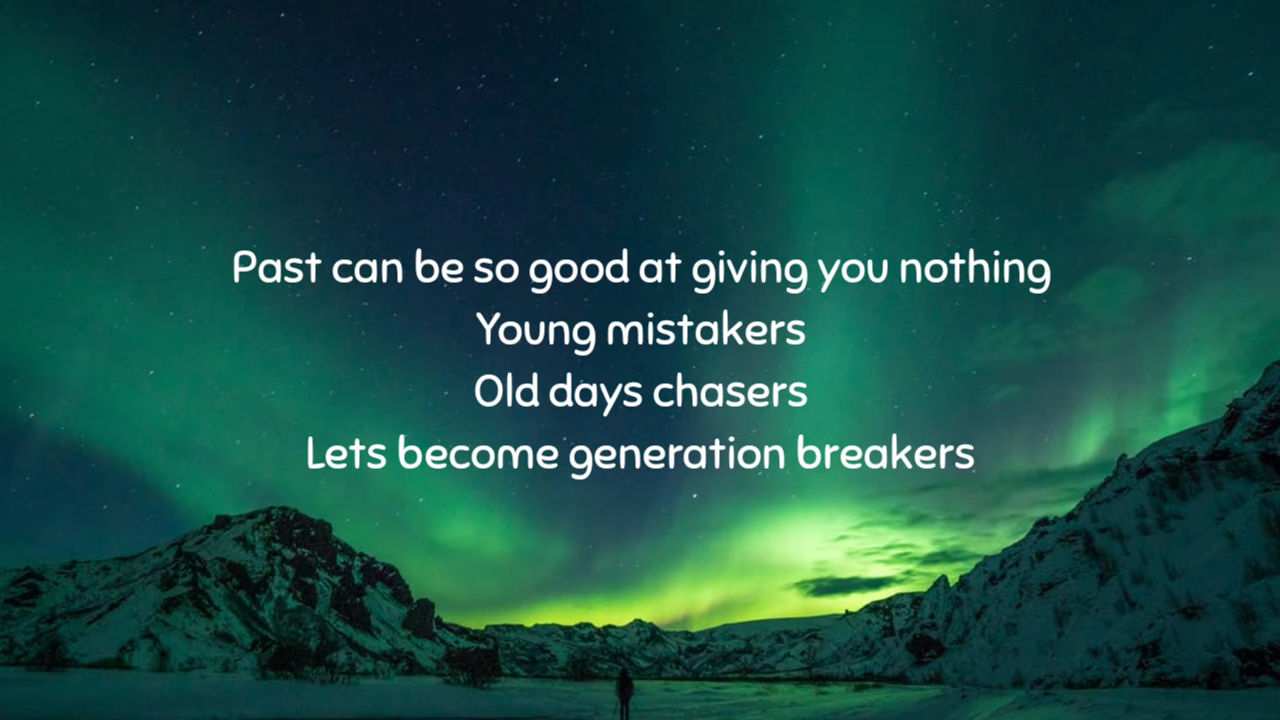 Past can be so good at giving you nothing
Young mistakers
Old days chasers
Lets become generation breakers